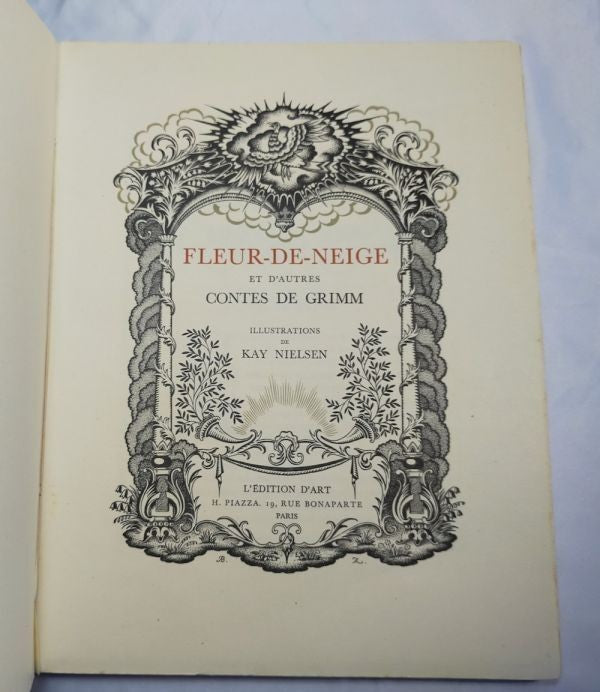 FLEUR-DE-NEIGE
ET D'AUTRES
CONTES DE GRIMM
ILLUSTRATIONS
DE
KAY NIELSEN
L'ÉDITION D'ART
H. PIAZZA. 19, RUE BONAPARTE
PARIS
B. Z.